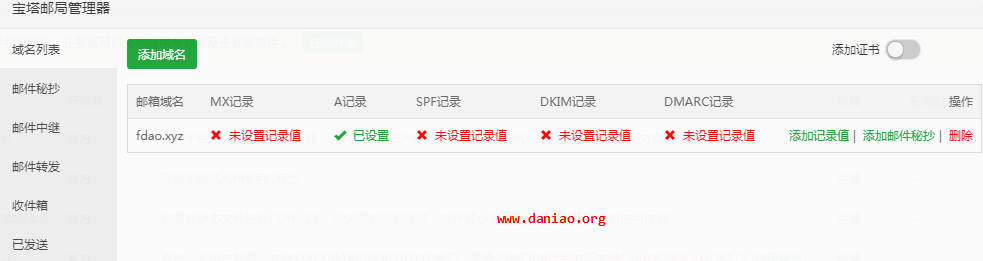 宝塔邮局管理器
域名列表
添加域名
添加证书
邮件秘抄
邮件中继
邮件转发
收件箱
已发送
邮箱域名 MX记录 A记录 SPF记录 DKIM记录 DMARC记录 操作
fdao.xyz ✖ 未设置记录值 ✔ 已设置 ✖ 未设置记录值 ✖ 未设置记录值 ✖ 未设置记录值 添加记录值 | 添加邮件秘抄 | 删除
www.daniao.org